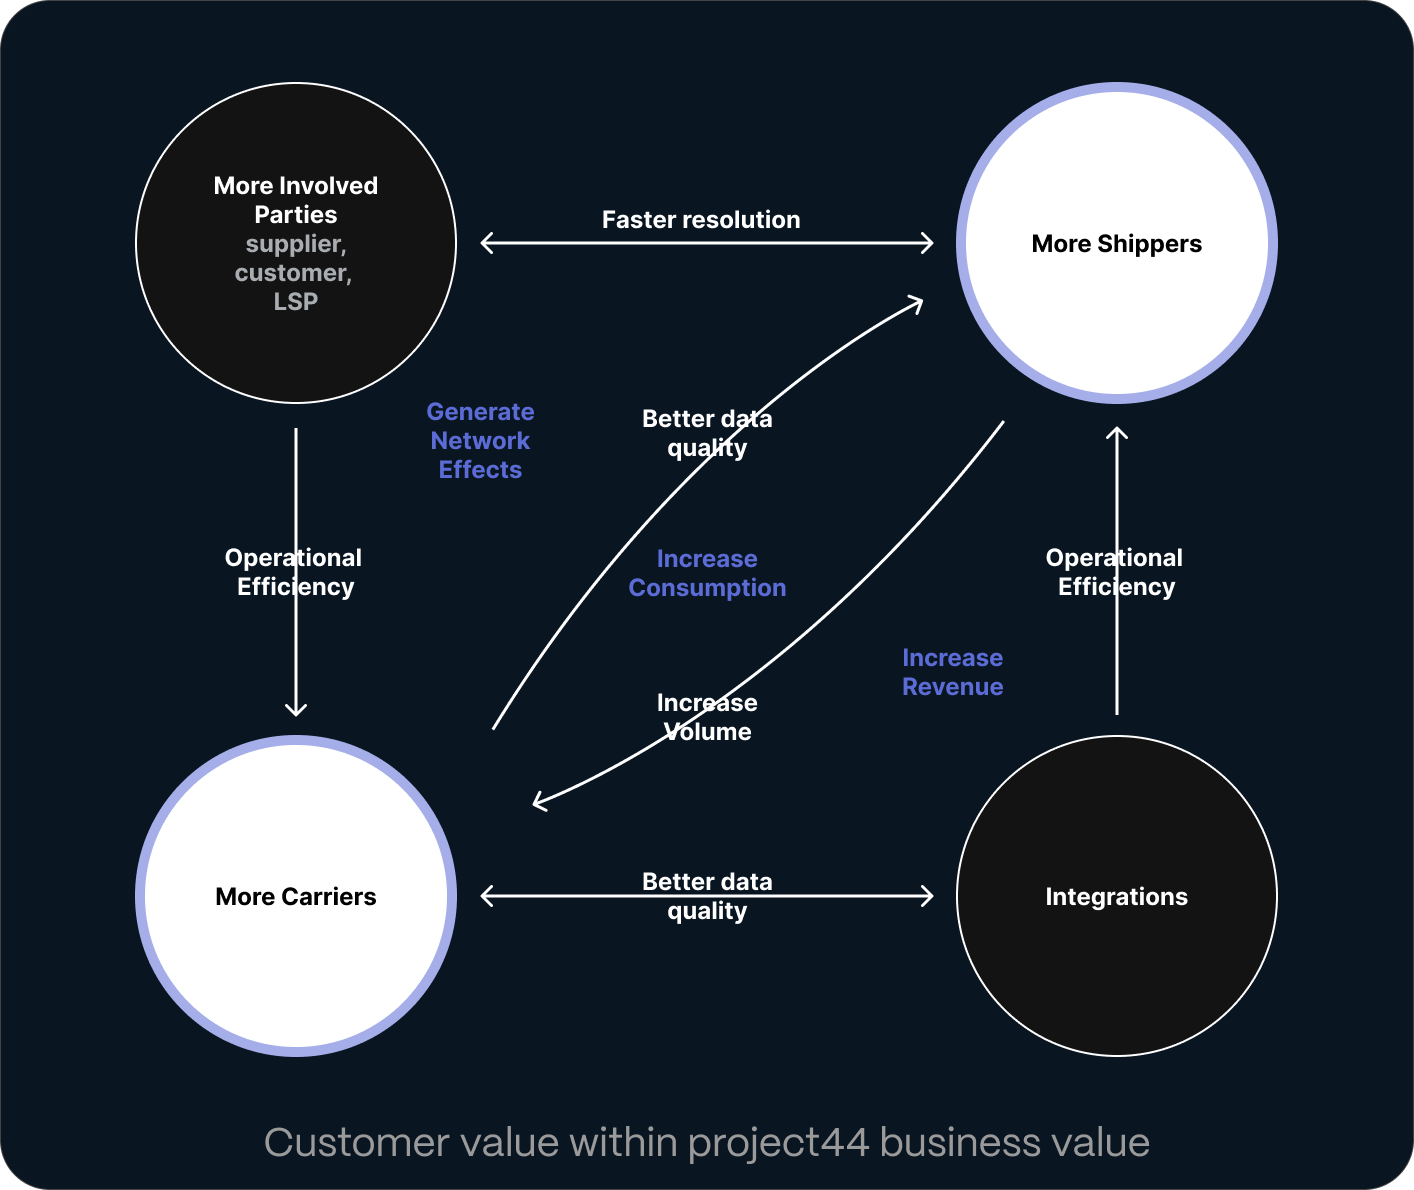 More Involved
Parties
supplier,
customer,
LSP
Faster resolution
More Shippers
Generate
Network
Effects
Better data
quality
Operational
Efficiency
Increase
Consumption
Operational
Efficiency
Increase
Revenue
Increase
Volume
More Carriers
Better data
quality
Integrations
Customer value within project44 business value